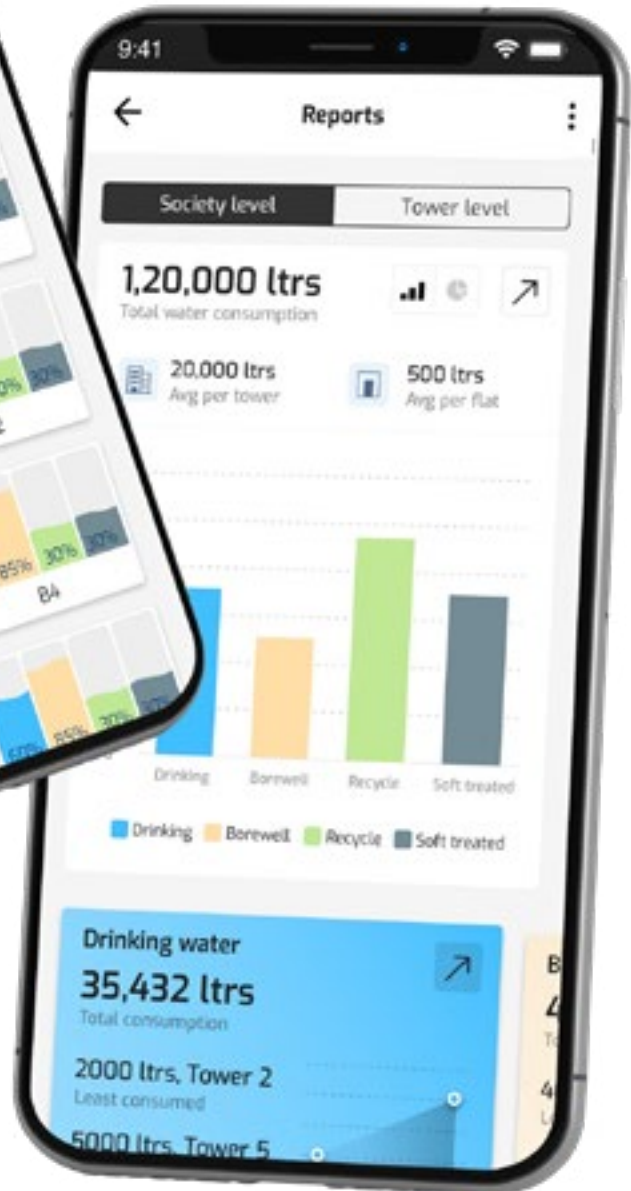 9:41
Reports
Society level
Tower level
1,20,000 ltrs
Total water consumption
20,000 ltrs
Avg per tower
500 ltrs
Avg per flat
Drinking
Borewell
Recycle
Soft treated
Drinking
Borewell
Recycle
Soft treated
Drinking water
35,432 ltrs
Total consumption
2000 ltrs, Tower 2
Least consumed
5000 ltrs, Tower 5
30%
85%
30%
30%
B4
60%
85%
30%
30%